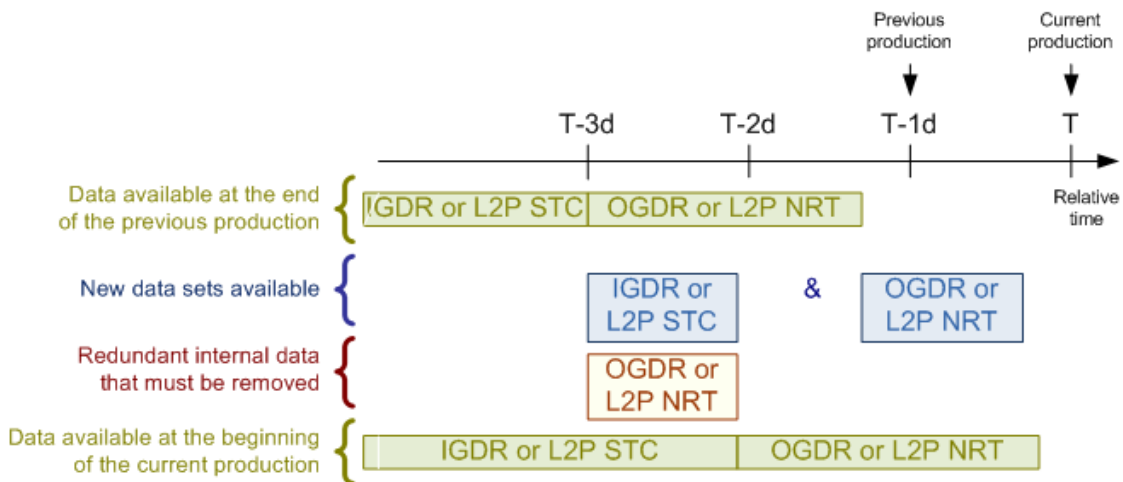 Previous
production
Current
production
T-3d
T-2d
T-1d
T
Relative
time
Data available at the end
of the previous production
IGDR or L2P STC
OGDR or L2P NRT
New data sets available
IGDR or
L2P STC
&
OGDR or
L2P NRT
Redundant internal data
that must be removed
OGDR or
L2P NRT
Data available at the beginning
of the current production
IGDR or L2P STC
OGDR or L2P NRT